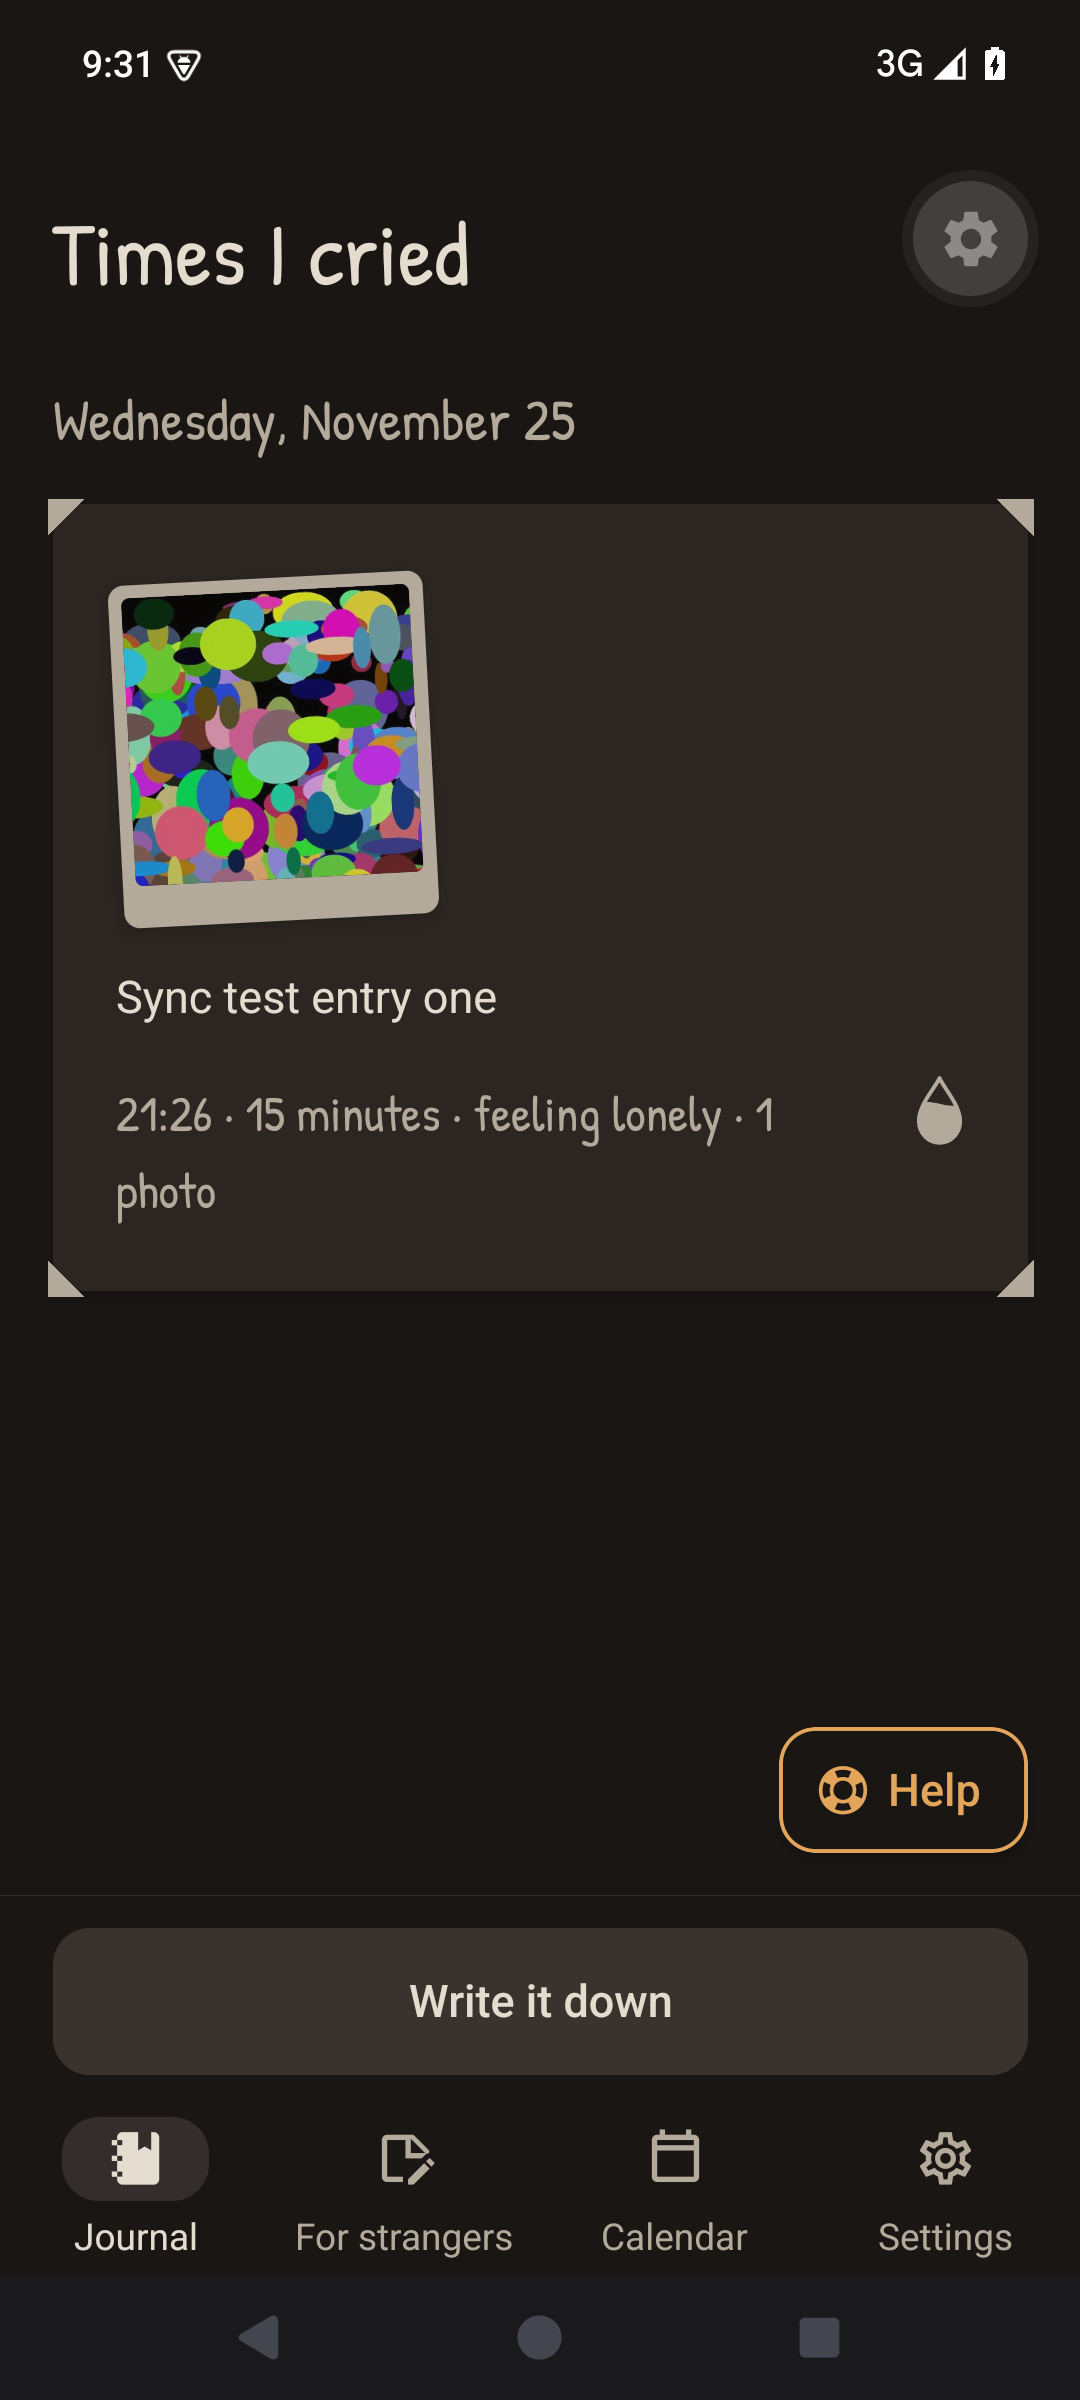 9:31
3G
Times I cried
Wednesday, November 25
Sync test entry one
21:26 · 15 minutes · feeling lonely · 1
photo
Help
Write it down
Journal
For strangers
Calendar
Settings